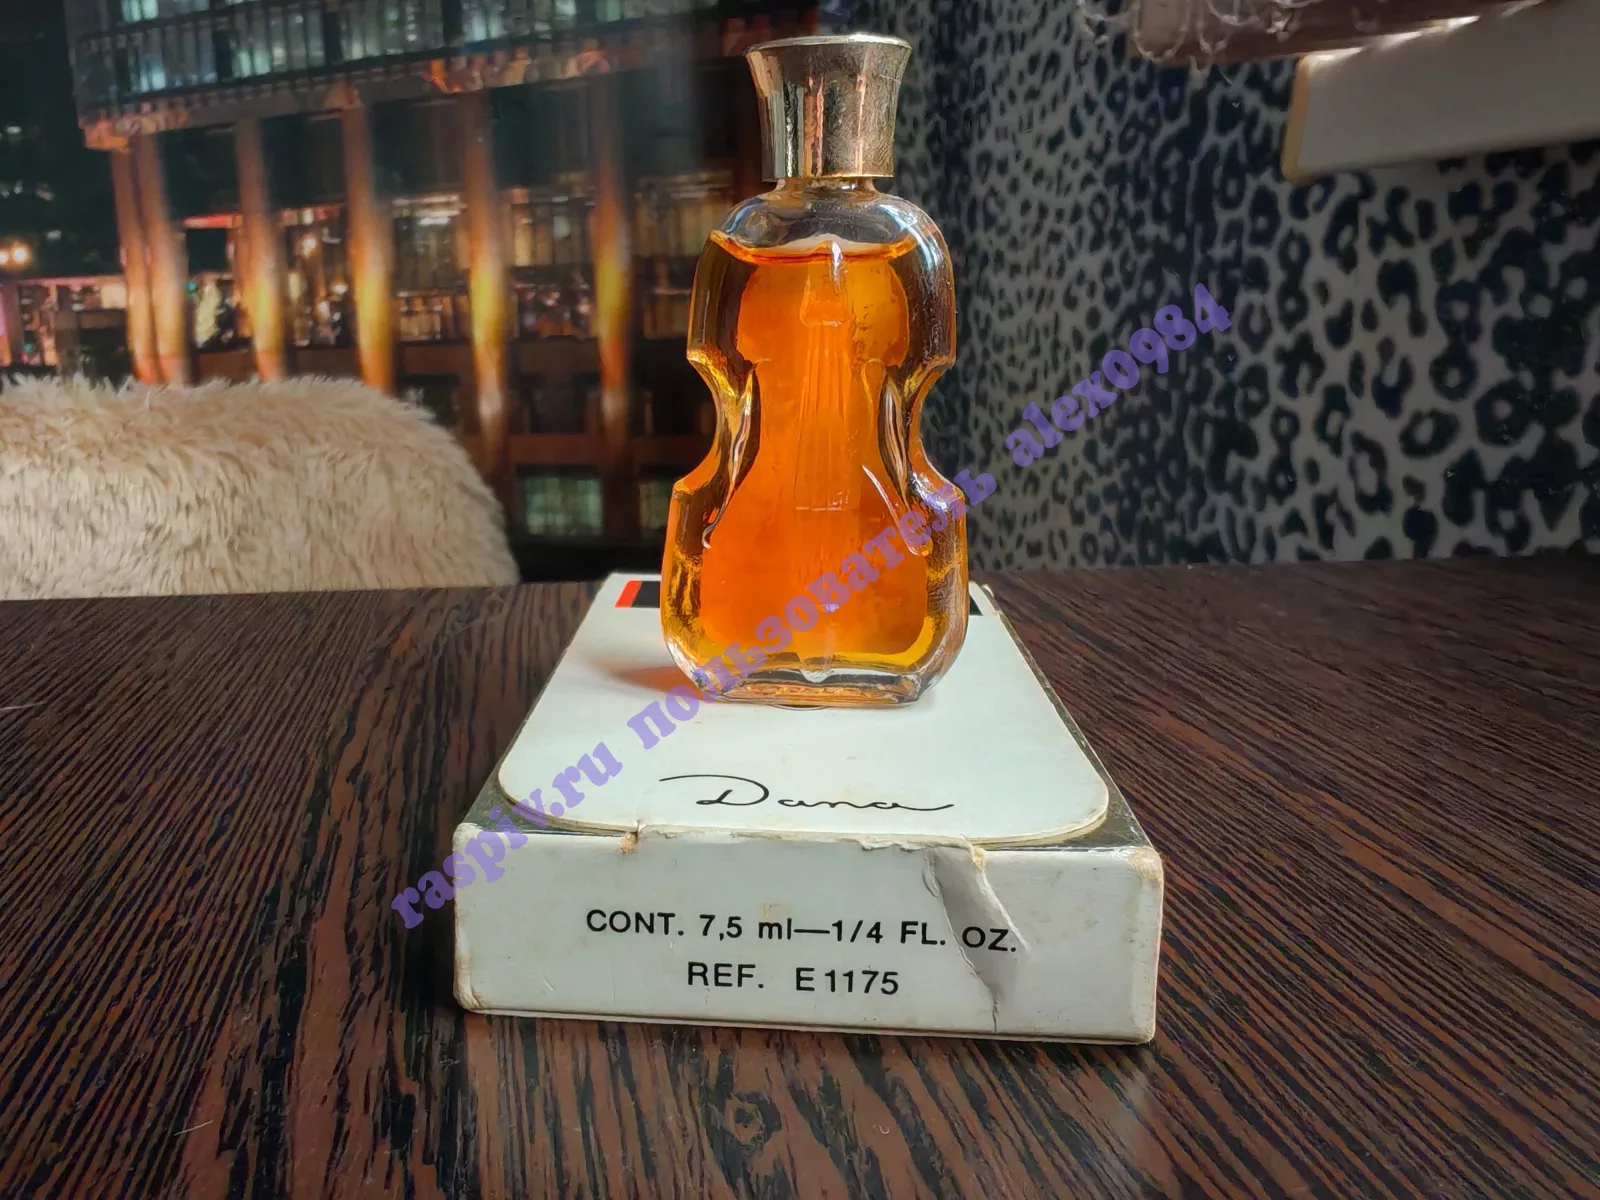 raspiv.ru пользователь alex0984
Dana
CONT. 7,5 ml—1/4 FL. OZ.
REF. E1175